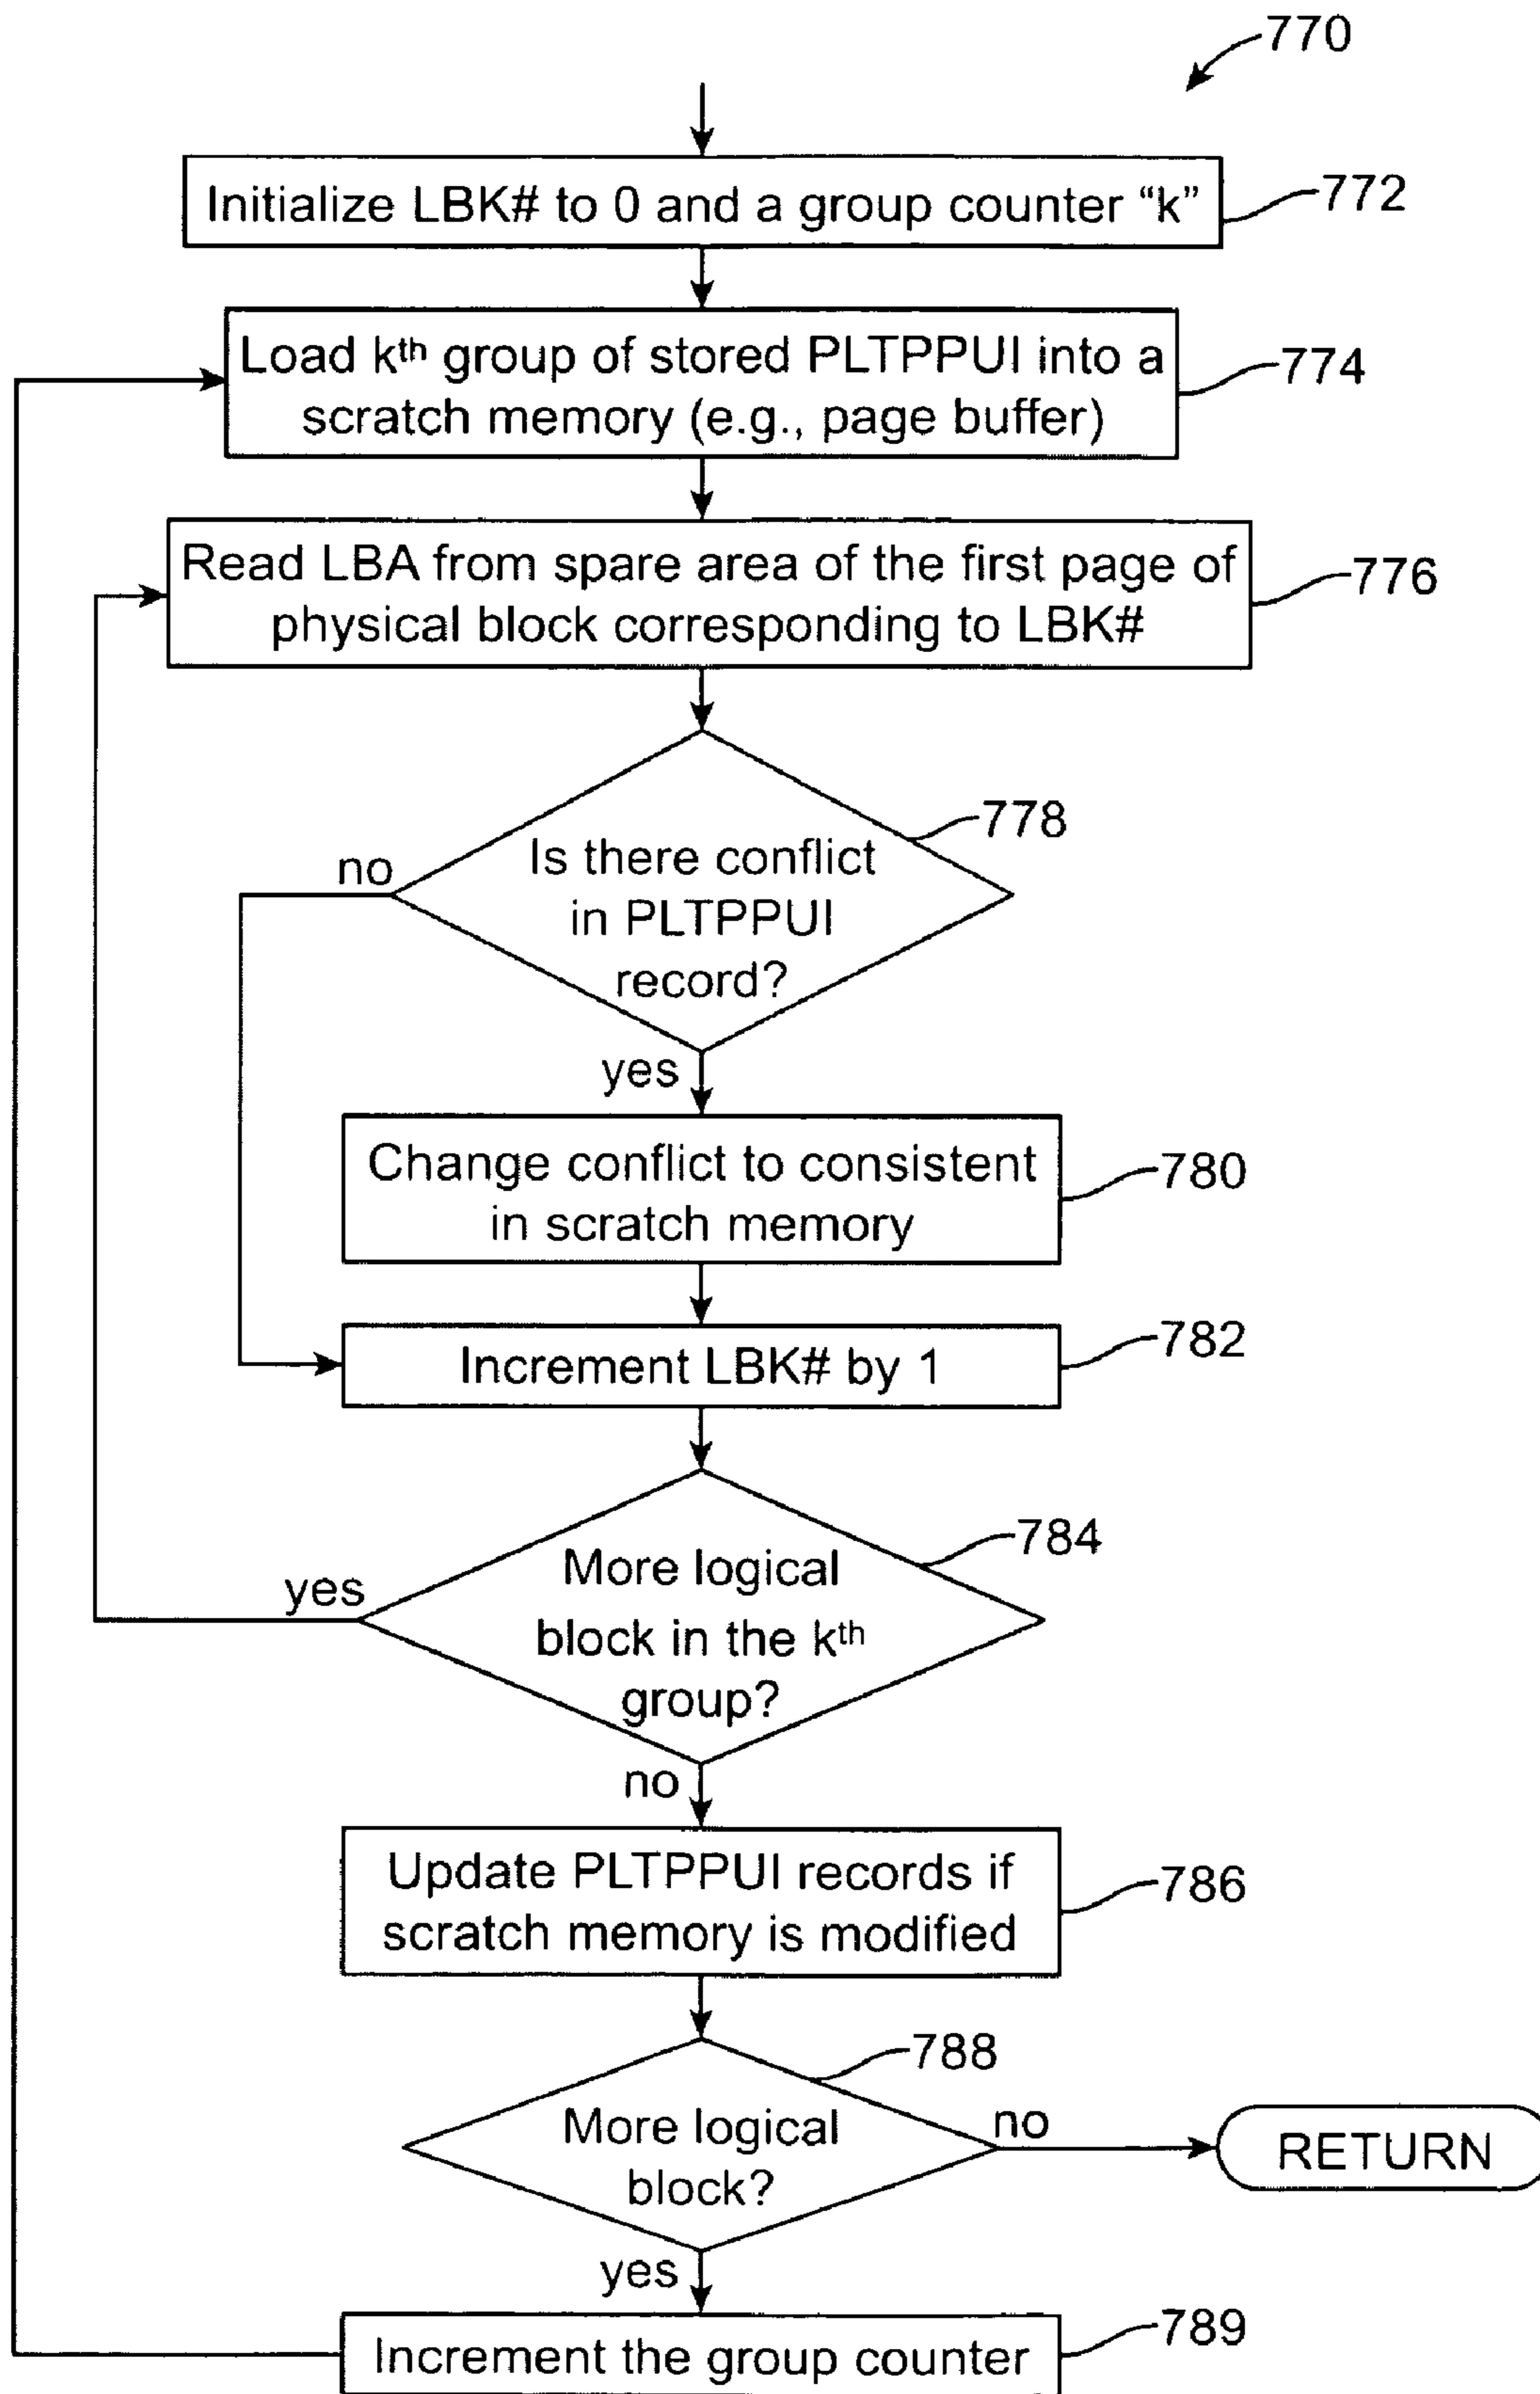 770
Initialize LBK# to 0 and a group counter “k”
772
Load kth group of stored PLTPPUI into a
scratch memory (e.g., page buffer)
774
Read LBA from spare area of the first page of
physical block corresponding to LBK#
776
778
Is there conflict
in PLTPPUI
record?
no
yes
Change conflict to consistent
in scratch memory
780
Increment LBK# by 1
782
784
More logical
block in the kth
group?
yes
no
Update PLTPPUI records if
scratch memory is modified
786
788
More logical
block?
no
RETURN
yes
Increment the group counter
789